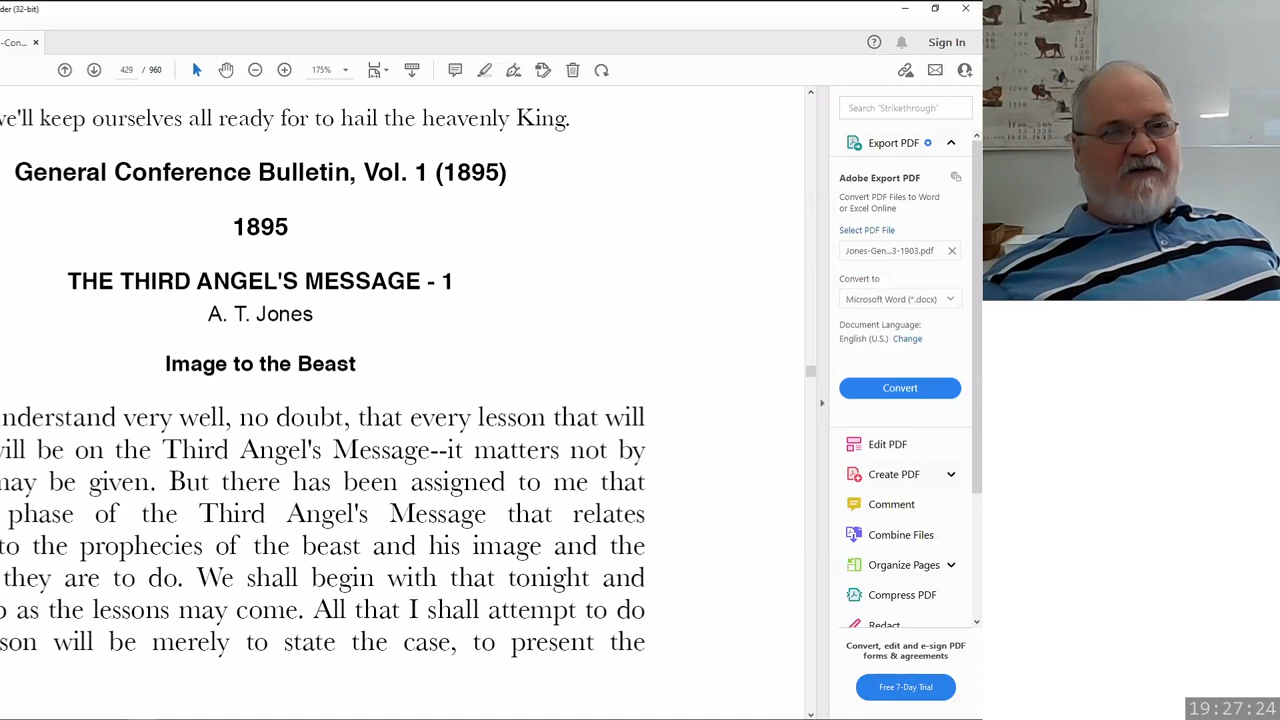 der (32-bit)
-Con...
Sign In
429 / 960
175%
ve'll keep ourselves all ready for to hail the heavenly King.
General Conference Bulletin, Vol. 1 (1895)
1895
THE THIRD ANGEL'S MESSAGE - 1
A. T. Jones
Image to the Beast
nderstand very well, no doubt, that every lesson that will
vill be on the Third Angel's Message--it matters not by
nay be given. But there has been assigned to me that
phase of the Third Angel's Message that relates
to the prophecies of the beast and his image and the
they are to do. We shall begin with that tonight and
as the lessons may come. All that I shall attempt to do
son will be merely to state the case, to present the
Search 'Strikethrough'
Export PDF
Adobe Export PDF
Convert PDF Files to Word
or Excel Online
Select PDF File
Jones-Gen...3-1903.pdf
Convert to
Microsoft Word (*.docx)
Document Language:
English (U.S.) Change
Convert
Edit PDF
Create PDF
Comment
Combine Files
Organize Pages
Compress PDF
Redact
Convert, edit and e-sign PDF
forms & agreements
Free 7-Day Trial
19:27:24